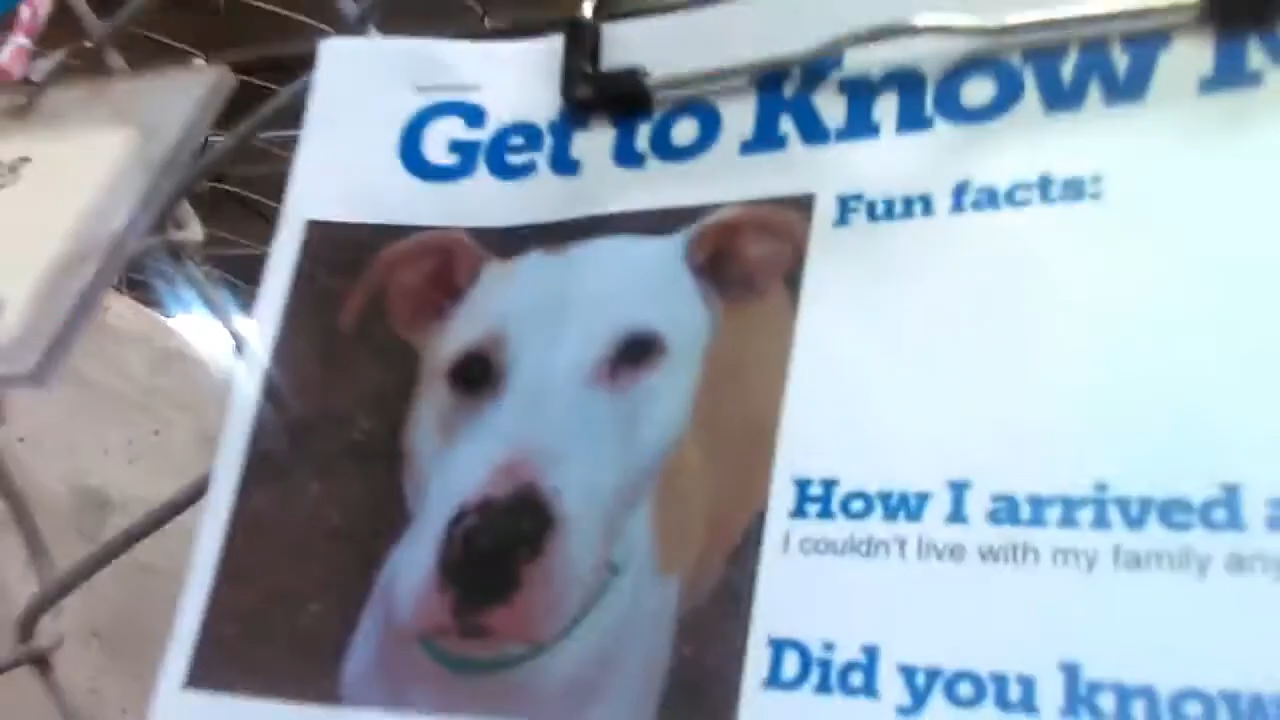 Get to Know
Fun facts:
How I arrived
I couldn't live with my family
Did you know